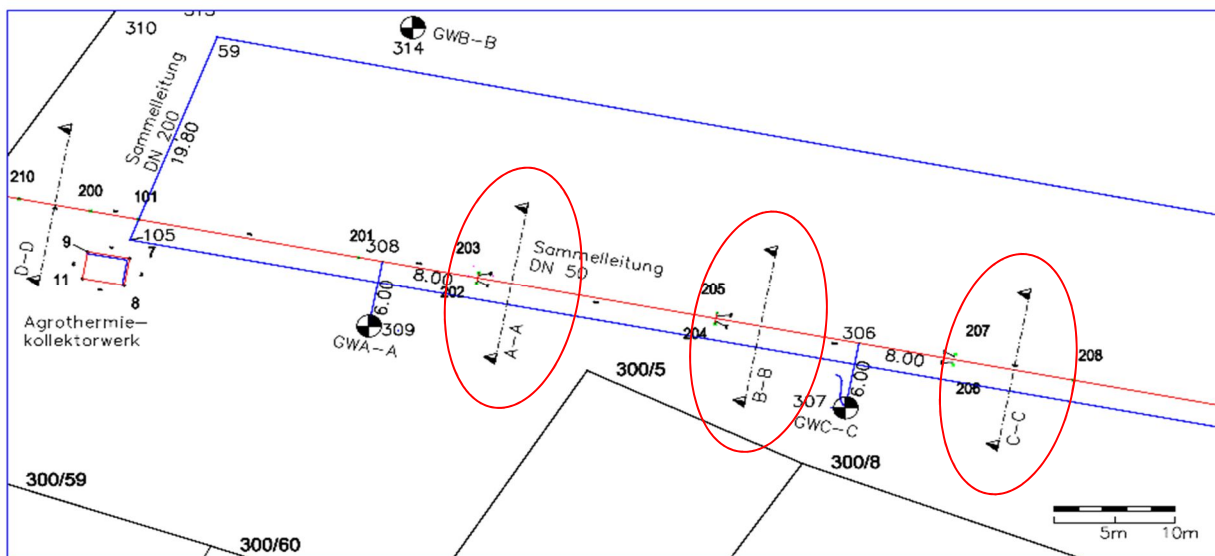 310
59
314
GWB-B
Sammelleitung
DN 200
19.80
210
200
101
105
D-D
9
7
11
8
Agrothermie-
kollektorwerk
201
308
203
8.00
202
6.00
309
GWA-A
A-A
Sammelleitung
DN 50
205
204
B-B
306
8.00
207
206
208
6.00
307
GWC-C
C-C
300/5
300/8
300/59
300/60
5m
10m